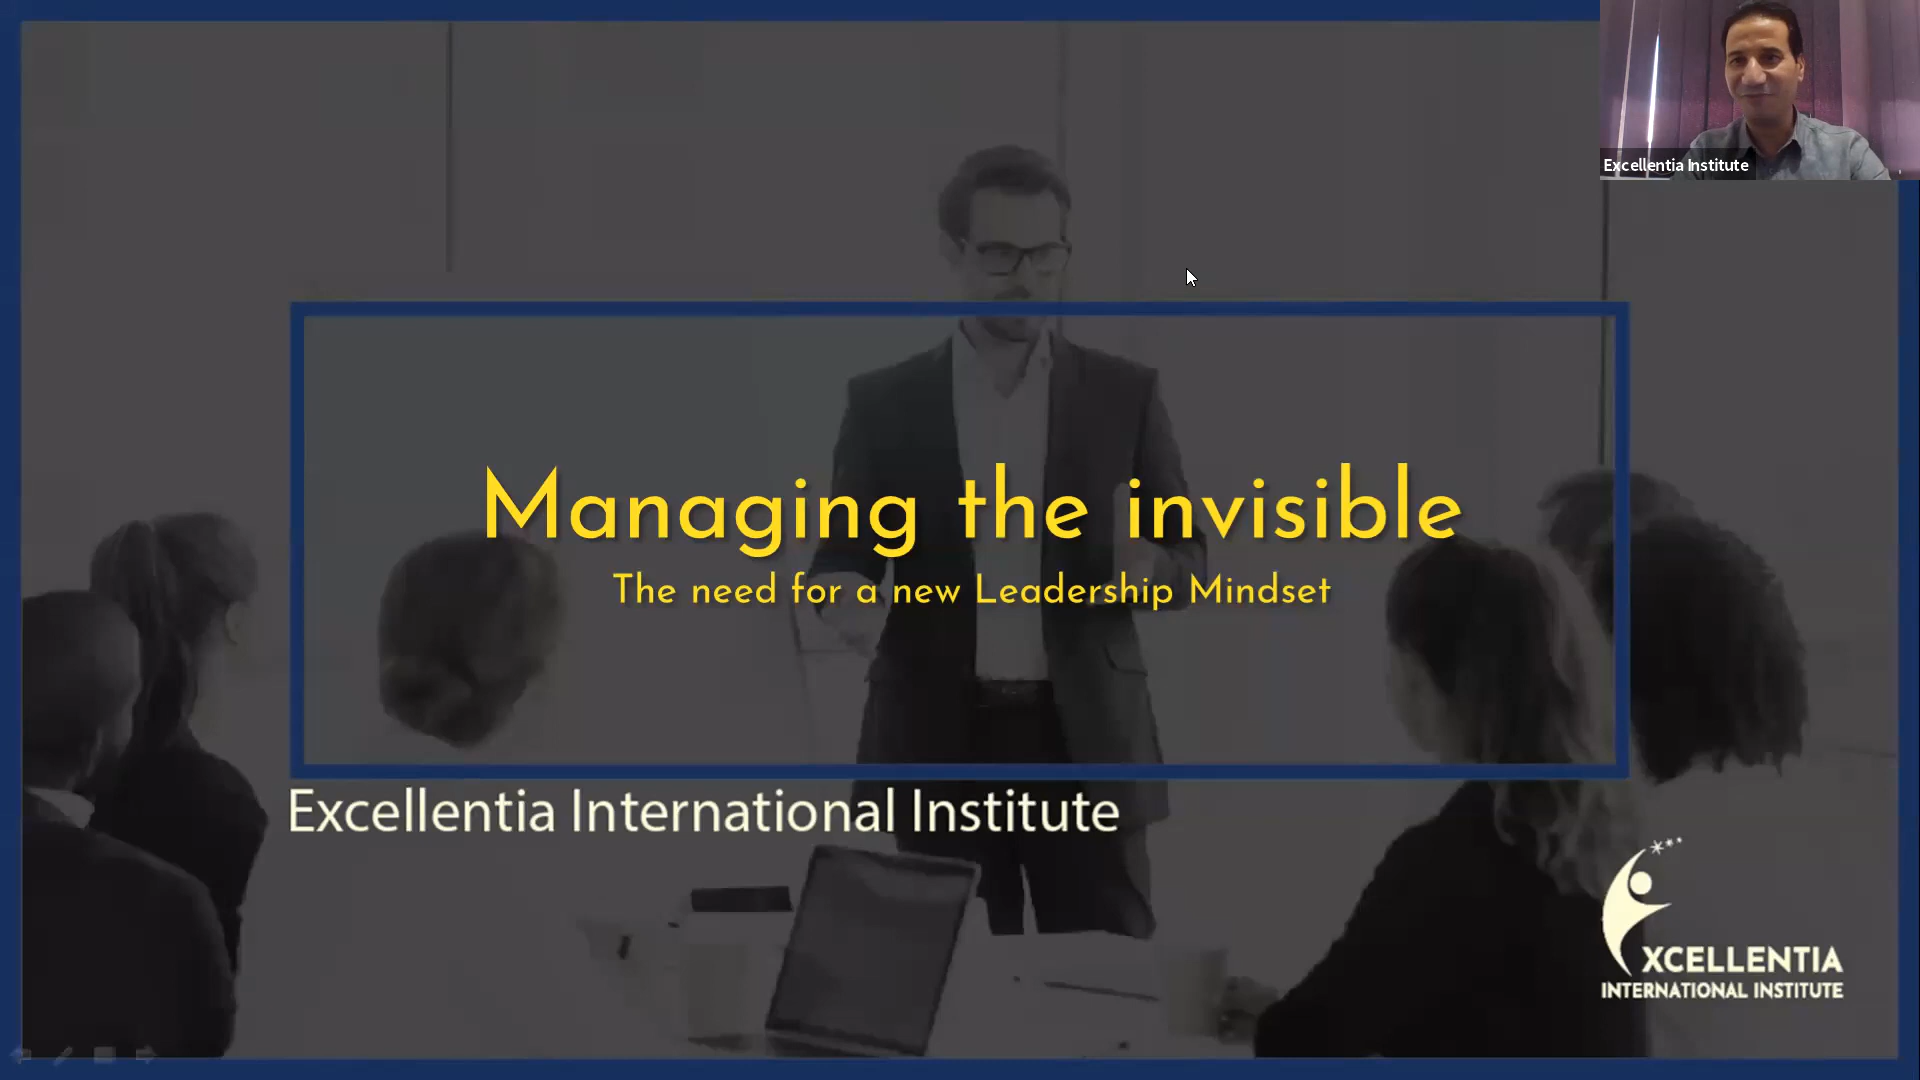 Excellentia Institute
Managing the invisible
The need for a new Leadership Mindset
Excellentia International Institute
XCELLENTIA
INTERNATIONAL INSTITUTE